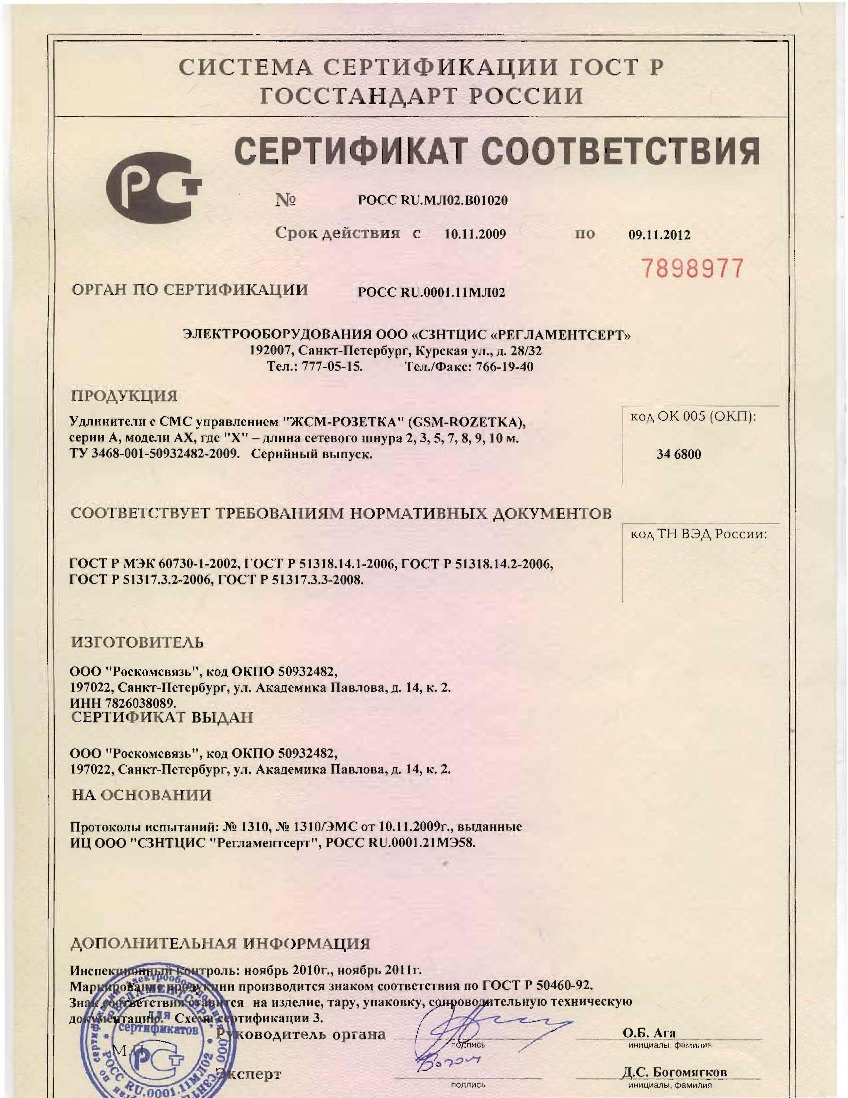 СИСТЕМА СЕРТИФИКАЦИИ ГОСТ Р
ГОССТАНДАРТ РОССИИ
СЕРТИФИКАТ СООТВЕТСТВИЯ
РСТ
№ РОСС RU.МЛ02.В01020
Срок действия с 10.11.2009 по 09.11.2012
7898977
ОРГАН ПО СЕРТИФИКАЦИИ РОСС RU.0001.11МЛ02
ЭЛЕКТРООБОРУДОВАНИЯ ООО «СЗНТЦИС «РЕГЛАМЕНТСЕРТ»
192007, Санкт-Петербург, Курская ул., д. 28/32
Тел.: 777-05-15. Тел./Факс: 766-19-40
ПРОДУКЦИЯ
Удлинители с СМС управлением "ЖСМ-РОЗЕТКА" (GSM-ROZETKA),
серии А, модели АХ, где "Х" – длина сетевого шнура 2, 3, 5, 7, 8, 9, 10 м.
ТУ 3468-001-50932482-2009. Серийный выпуск.
код ОК 005 (ОКП):
34 6800
СООТВЕТСТВУЕТ ТРЕБОВАНИЯМ НОРМАТИВНЫХ ДОКУМЕНТОВ
код ТН ВЭД России:
ГОСТ Р МЭК 60730-1-2002, ГОСТ Р 51318.14.1-2006, ГОСТ Р 51318.14.2-2006,
ГОСТ Р 51317.3.2-2006, ГОСТ Р 51317.3.3-2008.
ИЗГОТОВИТЕЛЬ
ООО "Роскомсвязь", код ОКПО 50932482,
197022, Санкт-Петербург, ул. Академика Павлова, д. 14, к. 2.
ИНН 7826038089.
СЕРТИФИКАТ ВЫДАН
ООО "Роскомсвязь", код ОКПО 50932482,
197022, Санкт-Петербург, ул. Академика Павлова, д. 14, к. 2.
НА ОСНОВАНИИ
Протоколы испытаний: № 1310, № 1310/ЭМС от 10.11.2009г., выданные
ИЦ ООО "СЗНТЦИС "Регламентсерт", РОСС RU.0001.21МЭ58.
ДОПОЛНИТЕЛЬНАЯ ИНФОРМАЦИЯ
Инспекционный контроль: ноябрь 2010г., ноябрь 2011г.
Маркирование продукции производится знаком соответствия по ГОСТ Р 50460-92.
Знак соответствия ставится на изделие, тару, упаковку, сопроводительную техническую
документацию. Схема сертификации 3.
Руководитель органа
подпись
О.Б. Ага
инициалы, фамилия
М.П.
Эксперт
подпись
Д.С. Богомягков
инициалы, фамилия
для
сертификатов
РОСС RU.0001.11МЛ02